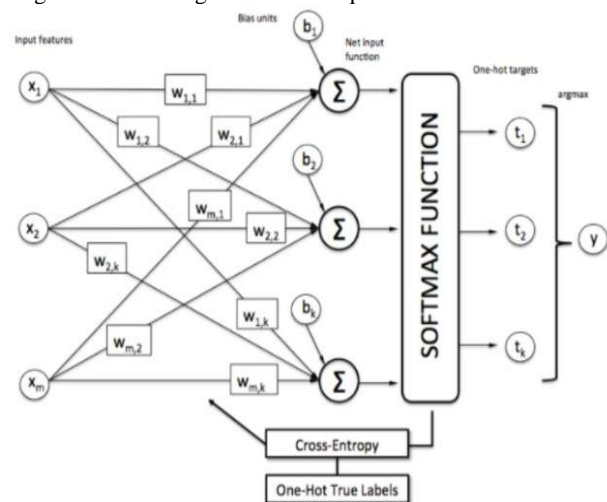 Bias units
b1
Input features
Net input
function
One-hot targets
argmax
x1
w1,1
Σ
t1
w1,2
w2,1
b2
wm,1
SOFTMAX FUNCTION
x2
w2,2
Σ
t2
y
w2,k
bk
w1,k
wm,2
tk
xm
wm,k
Σ
Cross-Entropy
One-Hot True Labels